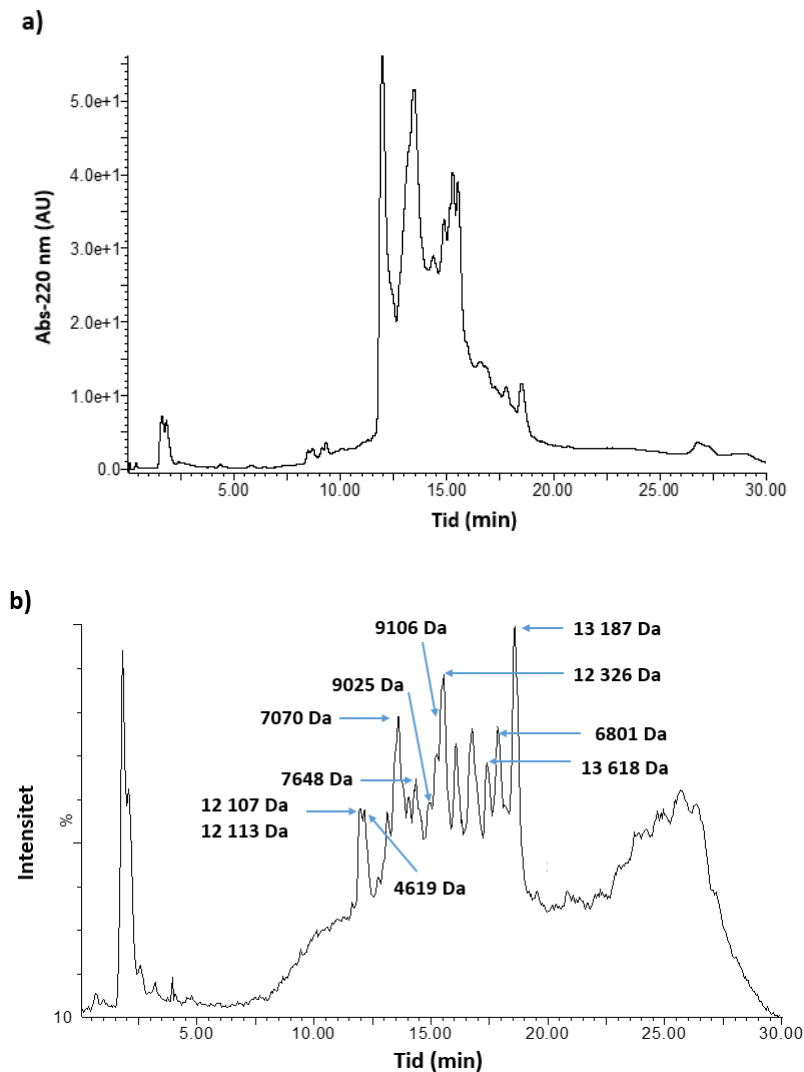 a)
Abs-220 nm (AU)
5.0e+1
4.0e+1
3.0e+1
2.0e+1
1.0e+1
0.0
5.00 10.00 15.00 20.00 25.00 30.00
Tid (min)
b)
Intensitet
%
10
9106 Da
13 187 Da
12 326 Da
9025 Da
7070 Da
6801 Da
13 618 Da
7648 Da
12 107 Da
12 113 Da
4619 Da
5.00 10.00 15.00 20.00 25.00 30.00
Tid (min)